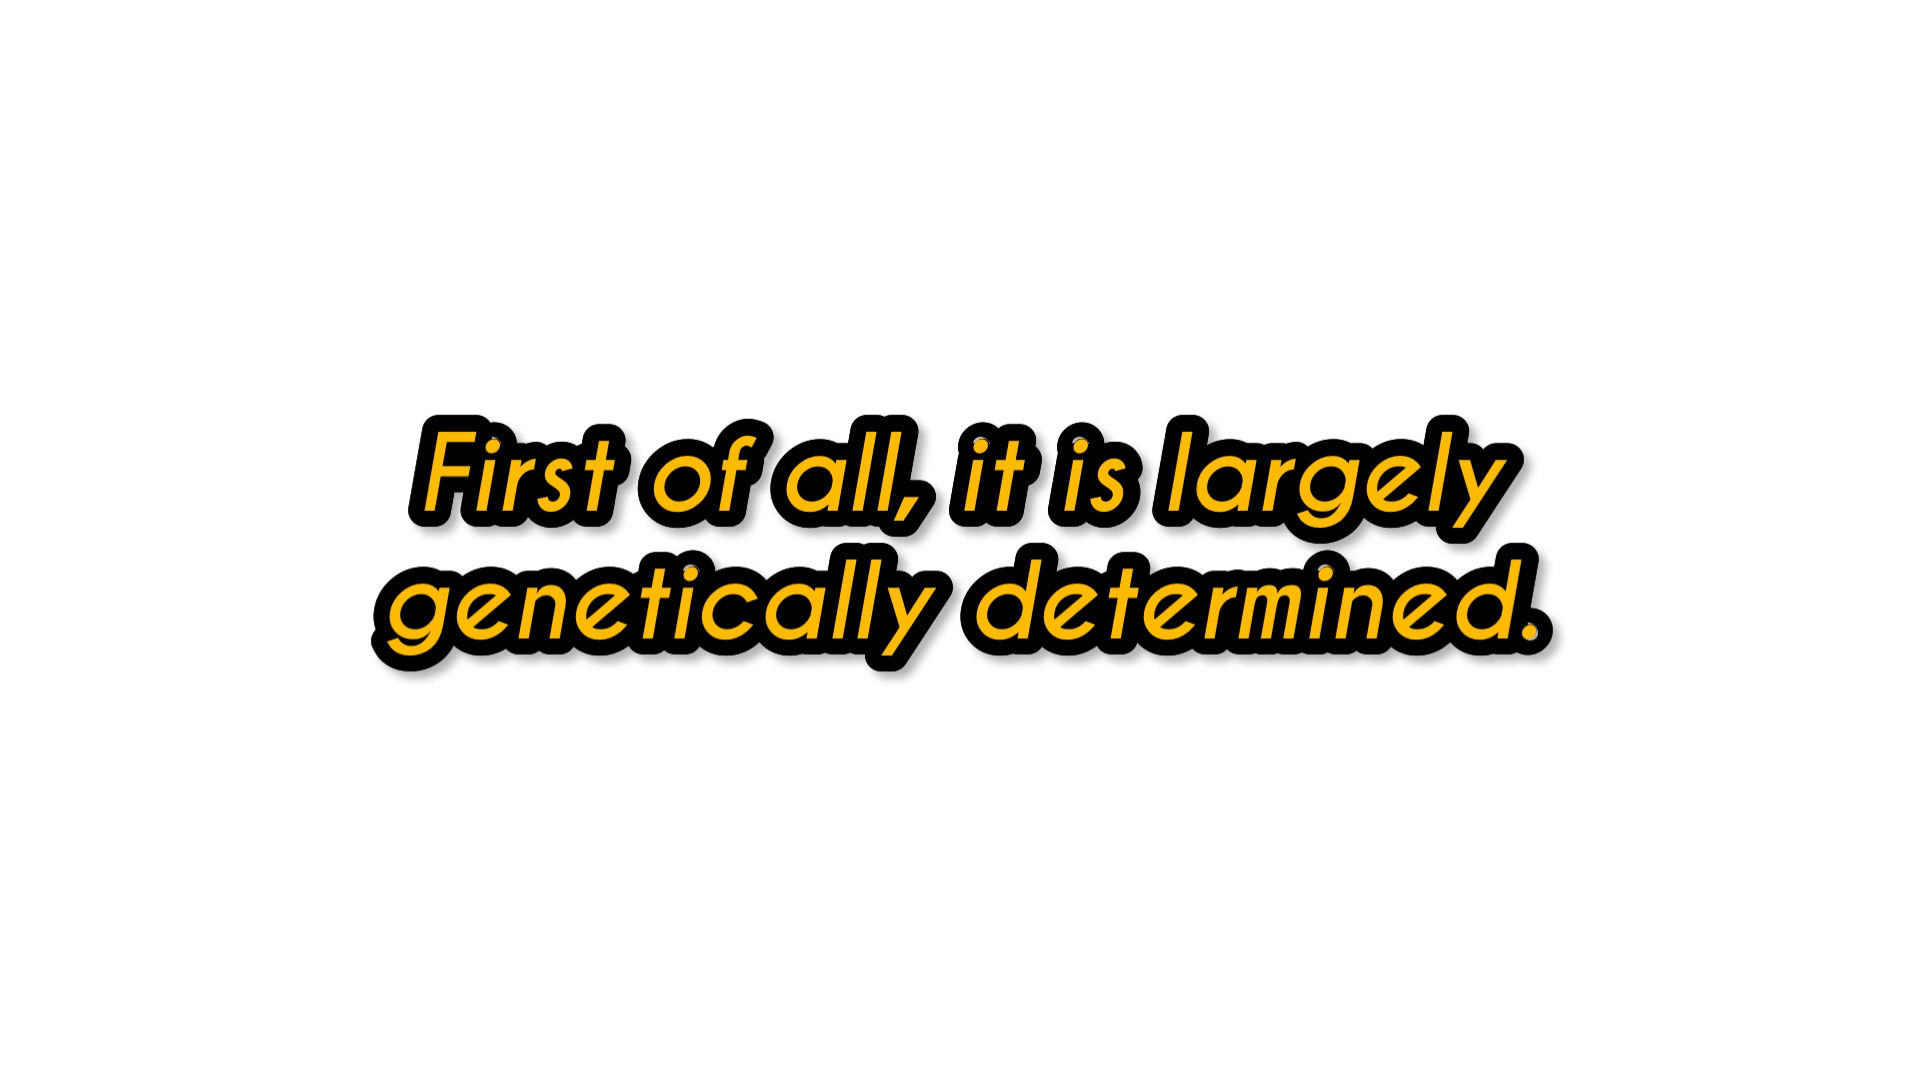 First of all, it is largely
genetically determined.